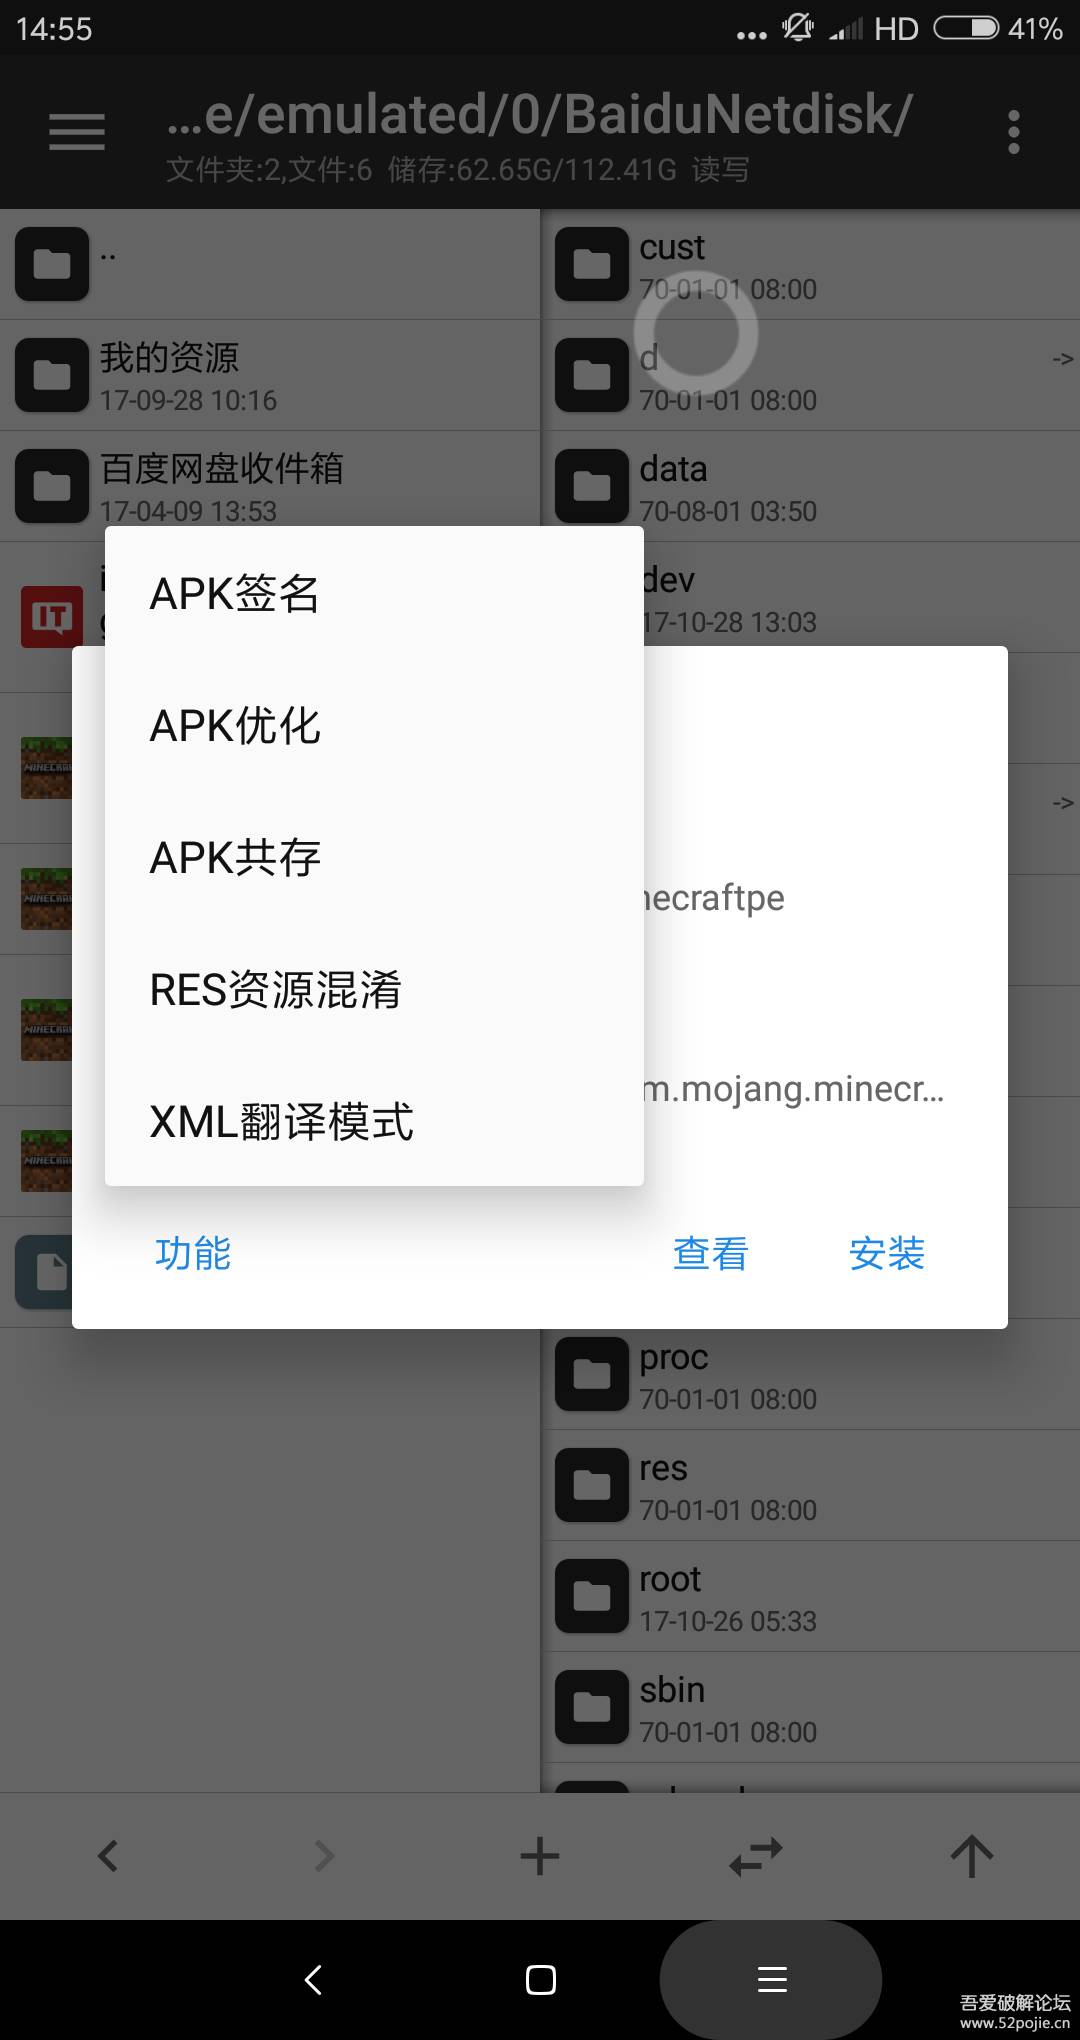 14:55
HD 41%
...e/emulated/0/BaiduNetdisk/
文件夹:2,文件:6 储存:62.65G/112.41G 读写
..
我的资源
17-09-28 10:16
百度网盘收件箱
17-04-09 13:53
cust
70-01-01 08:00
d
->
70-01-01 08:00
data
70-08-01 03:50
dev
17-10-28 13:03
IT
APK签名
APK优化
APK共存
RES资源混淆
XML翻译模式
->
necraftpe
m.mojang.minecr...
功能
查看
安装
proc
70-01-01 08:00
res
70-01-01 08:00
root
17-10-26 05:33
sbin
70-01-01 08:00
吾爱破解论坛
www.52pojie.cn